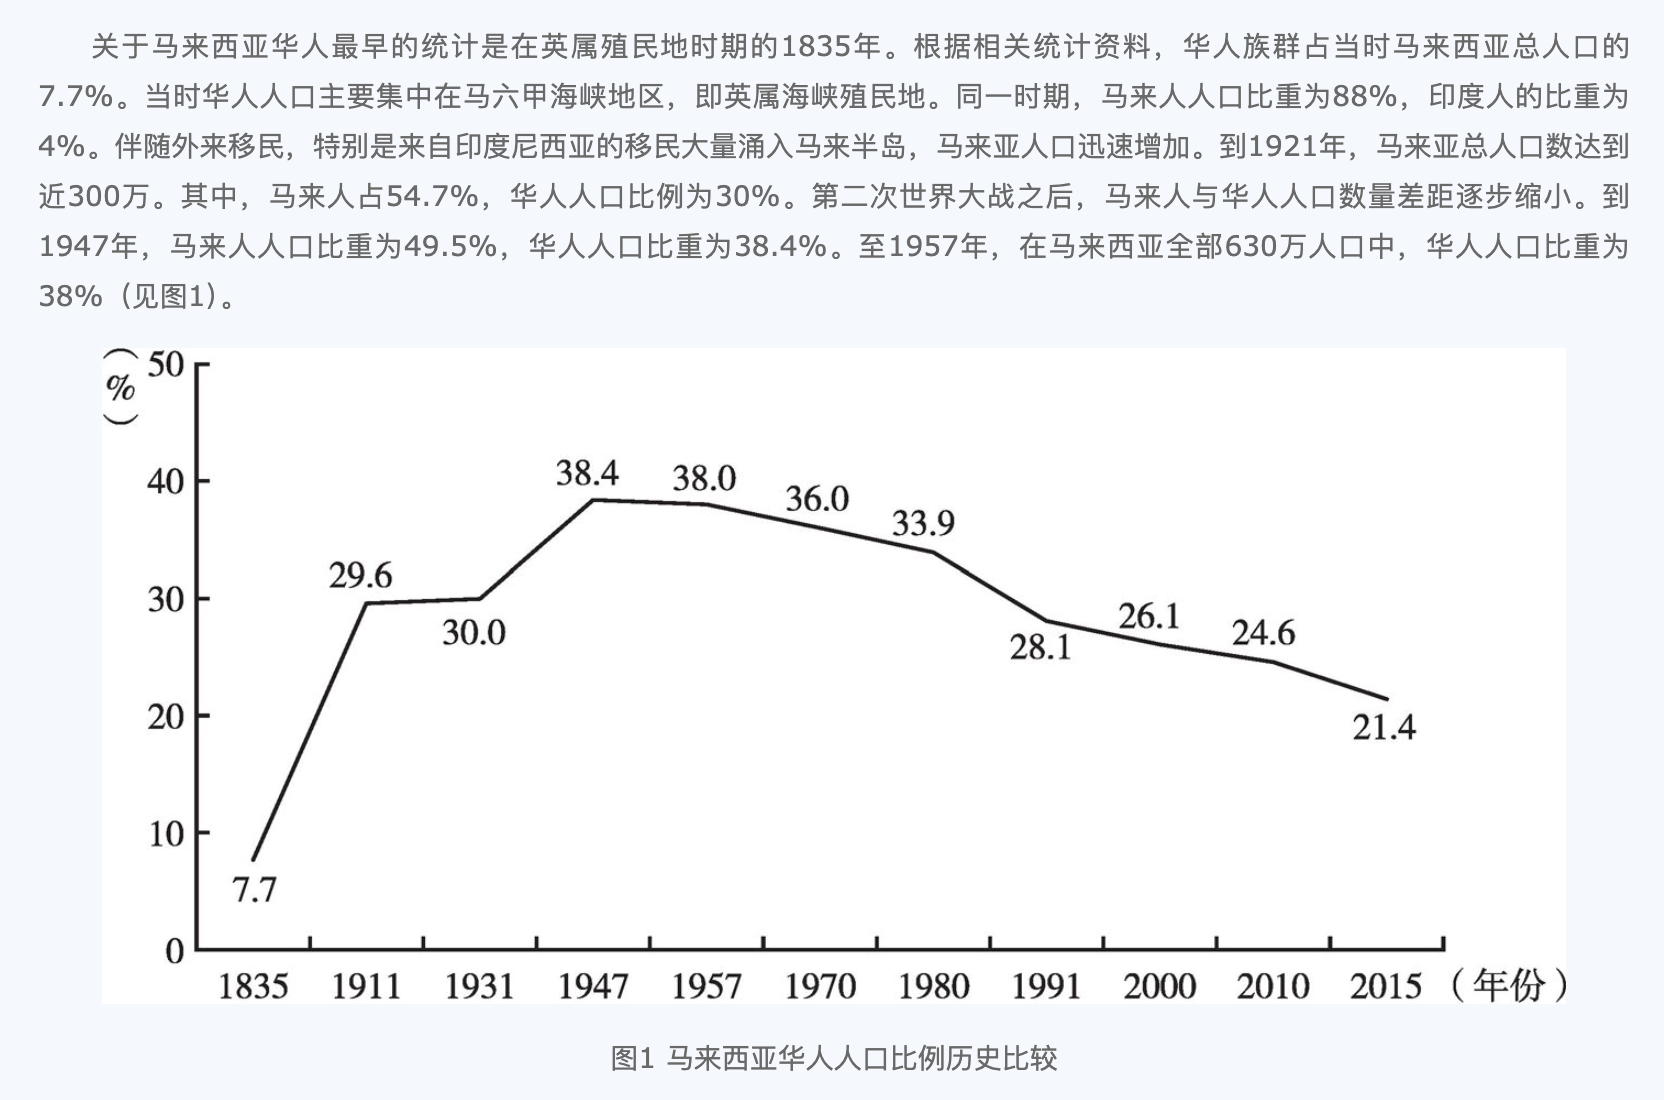 关于马来西亚华人最早的统计是在英属殖民地时期的1835年。根据相关统计资料，华人族群占当时马来西亚总人口的
7.7%。当时华人人口主要集中在马六甲海峡地区，即英属海峡殖民地。同一时期，马来人人口比重为88%，印度人的比重为
4%。伴随外来移民，特别是来自印度尼西亚的移民大量涌入马来半岛，马来亚人口迅速增加。到1921年，马来亚总人口数达到
近300万。其中，马来人占54.7%，华人人口比例为30%。第二次世界大战之后，马来人与华人人口数量差距逐步缩小。到
1947年，马来人人口比重为49.5%，华人人口比重为38.4%。至1957年，在马来西亚全部630万人口中，华人人口比重为
38%（见图1）。
（%）
50
40
30
20
10
0
7.7
29.6
30.0
38.4
38.0
36.0
33.9
28.1
26.1
24.6
21.4
1835 1911 1931 1947 1957 1970 1980 1991 2000 2010 2015（年份）
图1 马来西亚华人人口比例历史比较